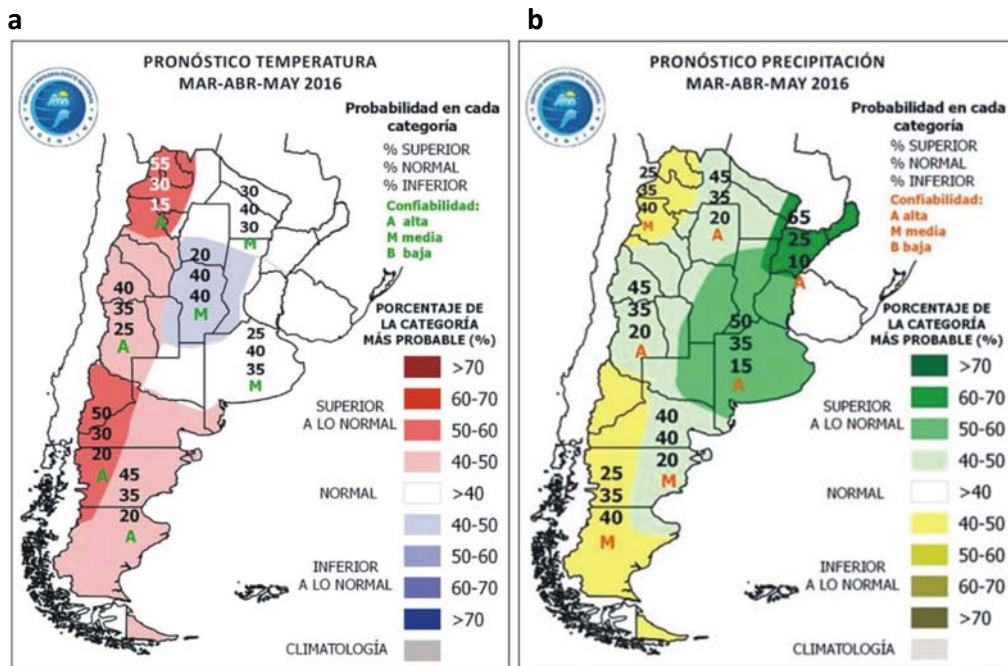 a
PRONÓSTICO TEMPERATURA
MAR-ABR-MAY 2016
Probabilidad en cada
categoría
% SUPERIOR
% NORMAL
% INFERIOR
Confiabilidad:
A alta
M media
B baja
55
30
15
A
30
40
30
M
20
40
40
M
40
35
25
A
25
40
35
M
50
30
20
A
45
35
20
A
PORCENTAJE DE
LA CATEGORÍA
MÁS PROBABLE (%)
>70
60-70
SUPERIOR
A LO NORMAL
50-60
40-50
NORMAL
>40
40-50
50-60
INFERIOR
A LO NORMAL
60-70
>70
CLIMATOLOGÍA
b
PRONÓSTICO PRECIPITACIÓN
MAR-ABR-MAY 2016
Probabilidad en cada
categoría
% SUPERIOR
% NORMAL
% INFERIOR
Confiabilidad:
A alta
M media
B baja
25
35
40
M
45
35
20
A
65
25
10
A
45
35
20
A
50
35
15
A
40
40
20
M
25
35
40
M
PORCENTAJE DE
LA CATEGORÍA
MÁS PROBABLE (%)
>70
60-70
SUPERIOR
A LO NORMAL
50-60
40-50
NORMAL
>40
40-50
50-60
INFERIOR
A LO NORMAL
60-70
>70
CLIMATOLOGÍA